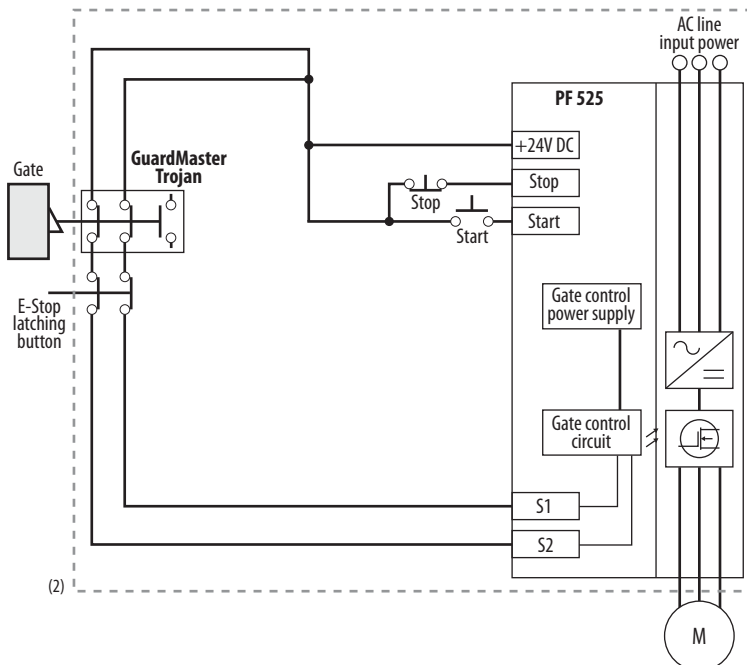 AC line
input power
PF 525
+24V DC
GuardMaster
Trojan
Gate
Stop
Stop
Start
Start
E-Stop
latching
button
Gate control
power supply
Gate control
circuit
S1
S2
(2)
M